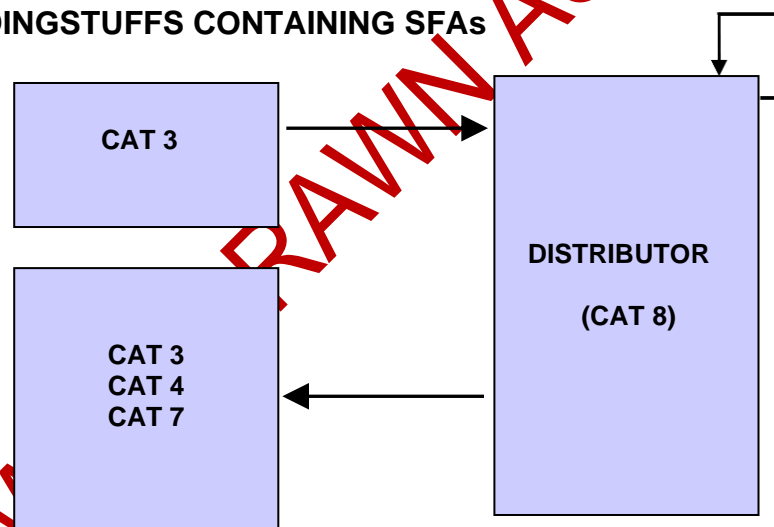 DINGSTUFFS CONTAINING SFAs
CAT 3
DISTRIBUTOR
(CAT 8)
CAT 3
CAT 4
CAT 7